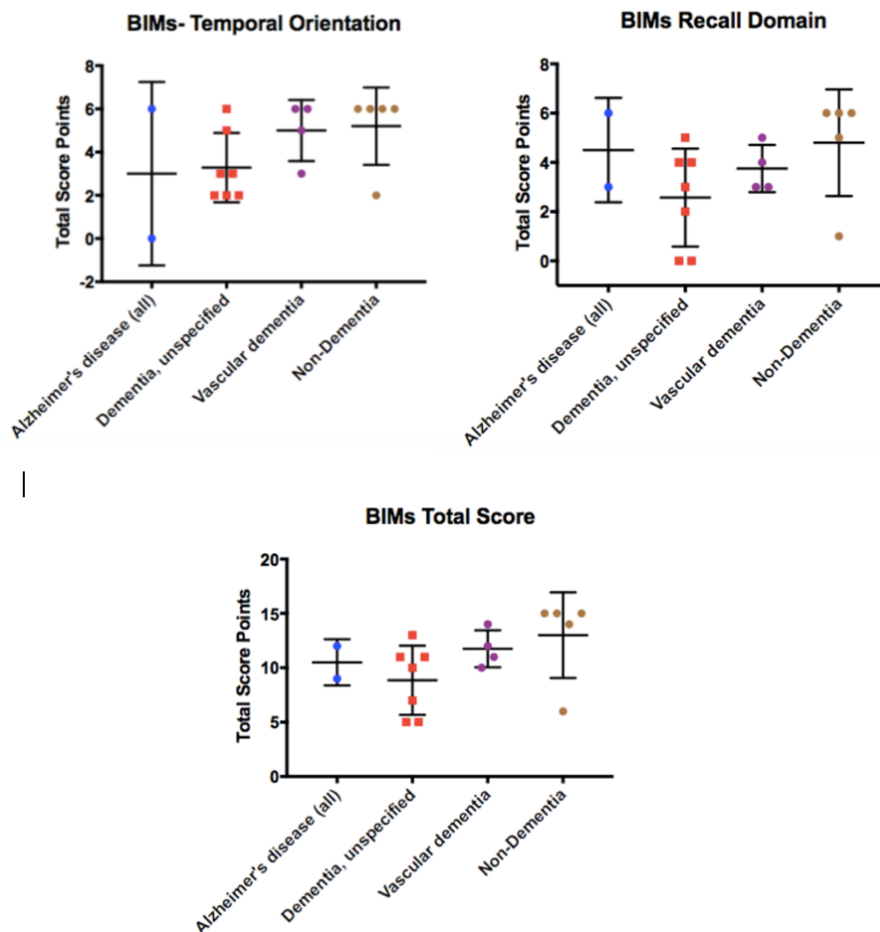 BIMs- Temporal Orientation
Total Score Points
8
6
4
2
0
-2
Alzheimer's disease (all)
Dementia, unspecified
Vascular dementia
Non-Dementia
BIMs Recall Domain
Total Score Points
8
6
4
2
0
Alzheimer's disease (all)
Dementia, unspecified
Vascular dementia
Non-Dementia
BIMs Total Score
Total Score Points
20
15
10
5
0
Alzheimer's disease (all)
Dementia, unspecified
Vascular dementia
Non-Dementia